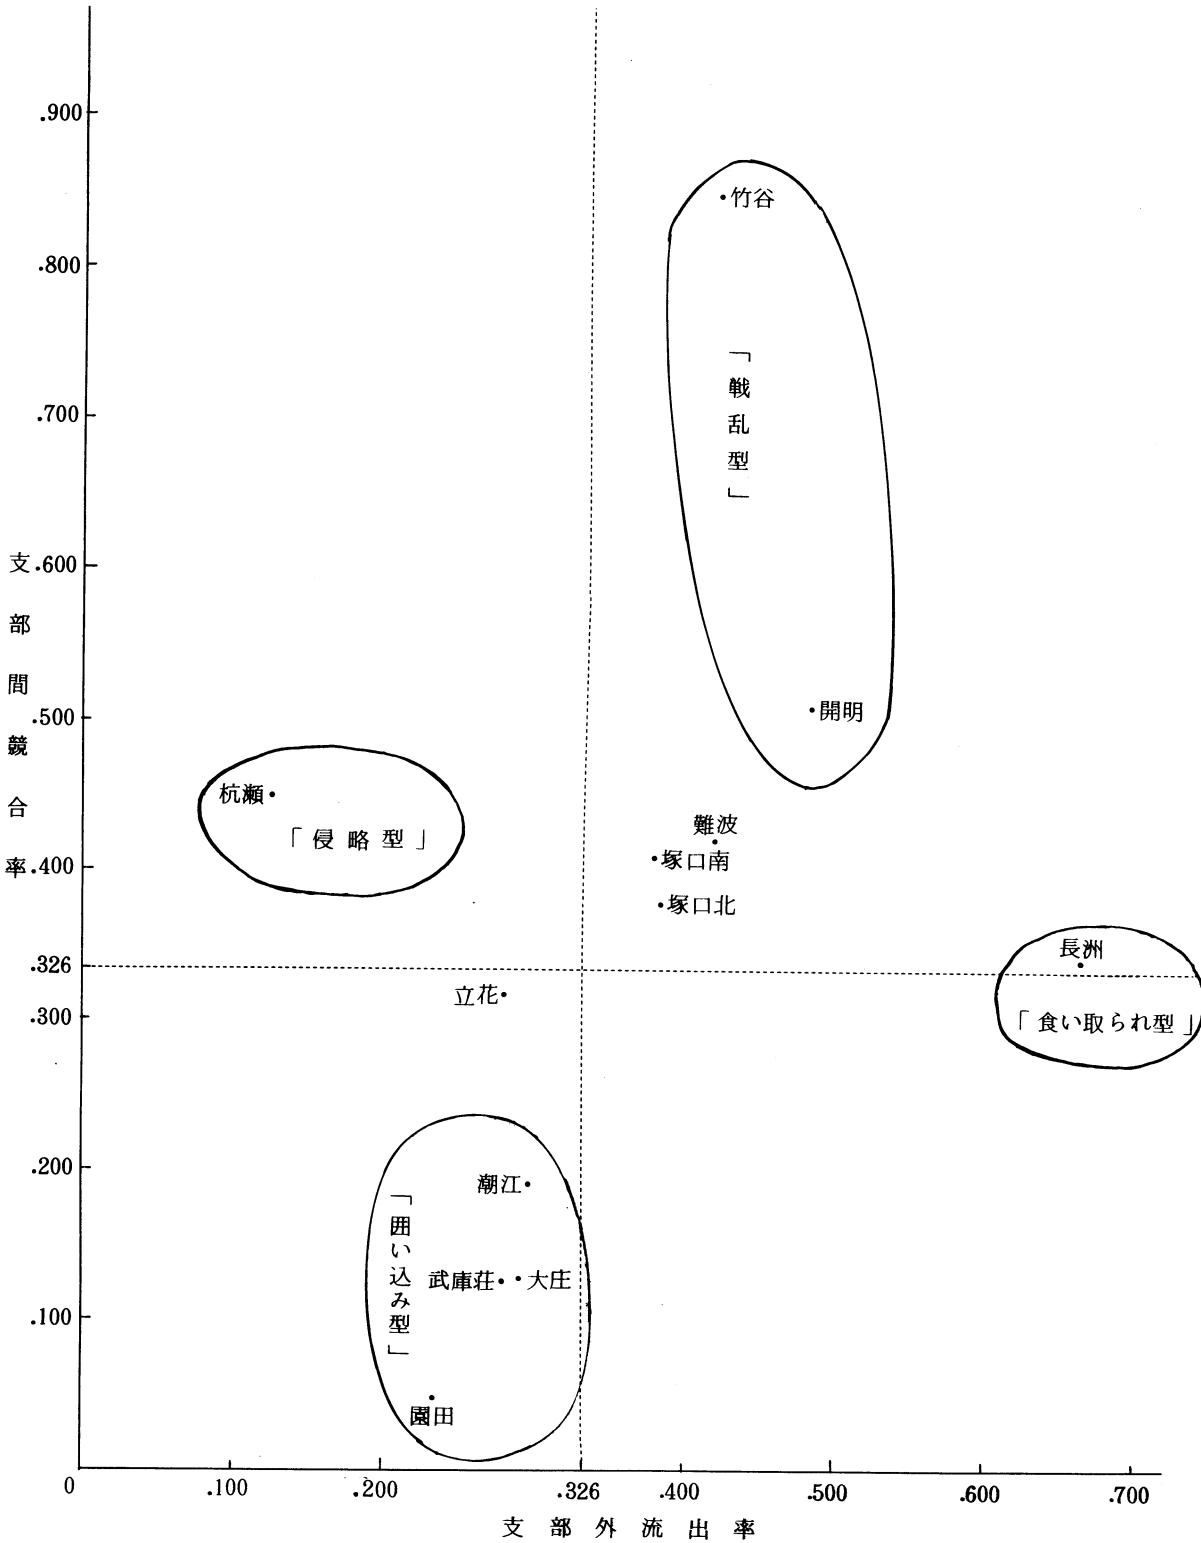 .900
.800
.700
.600
.500
.400
.326
.300
.200
.100
0
支部間競合率
竹谷
「戦乱型」
開明
杭瀬
「侵略型」
難波
塚口南
塚口北
長洲
「食い取られ型」
立花
潮江
「囲い込み型」
武庫荘
大庄
園田
.100
.200
.326
.400
.500
.600
.700
支部外流出率